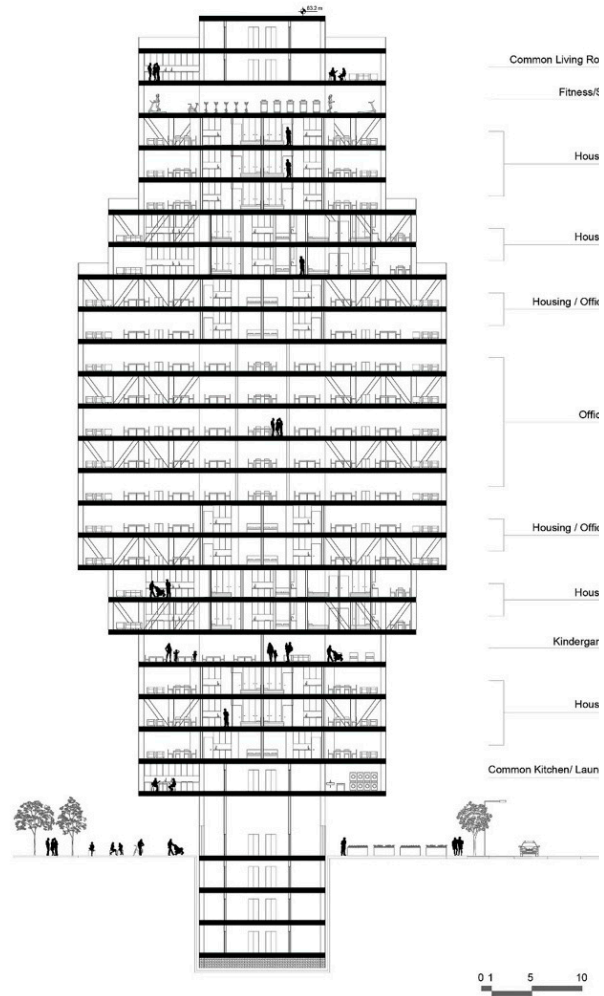 83.2 m
Common Living Ro
Fitness/S
Hous
Hous
Housing / Offic
Offic
Housing / Offic
Hous
Kindergar
Hous
Common Kitchen/ Laun
0 1 5 10